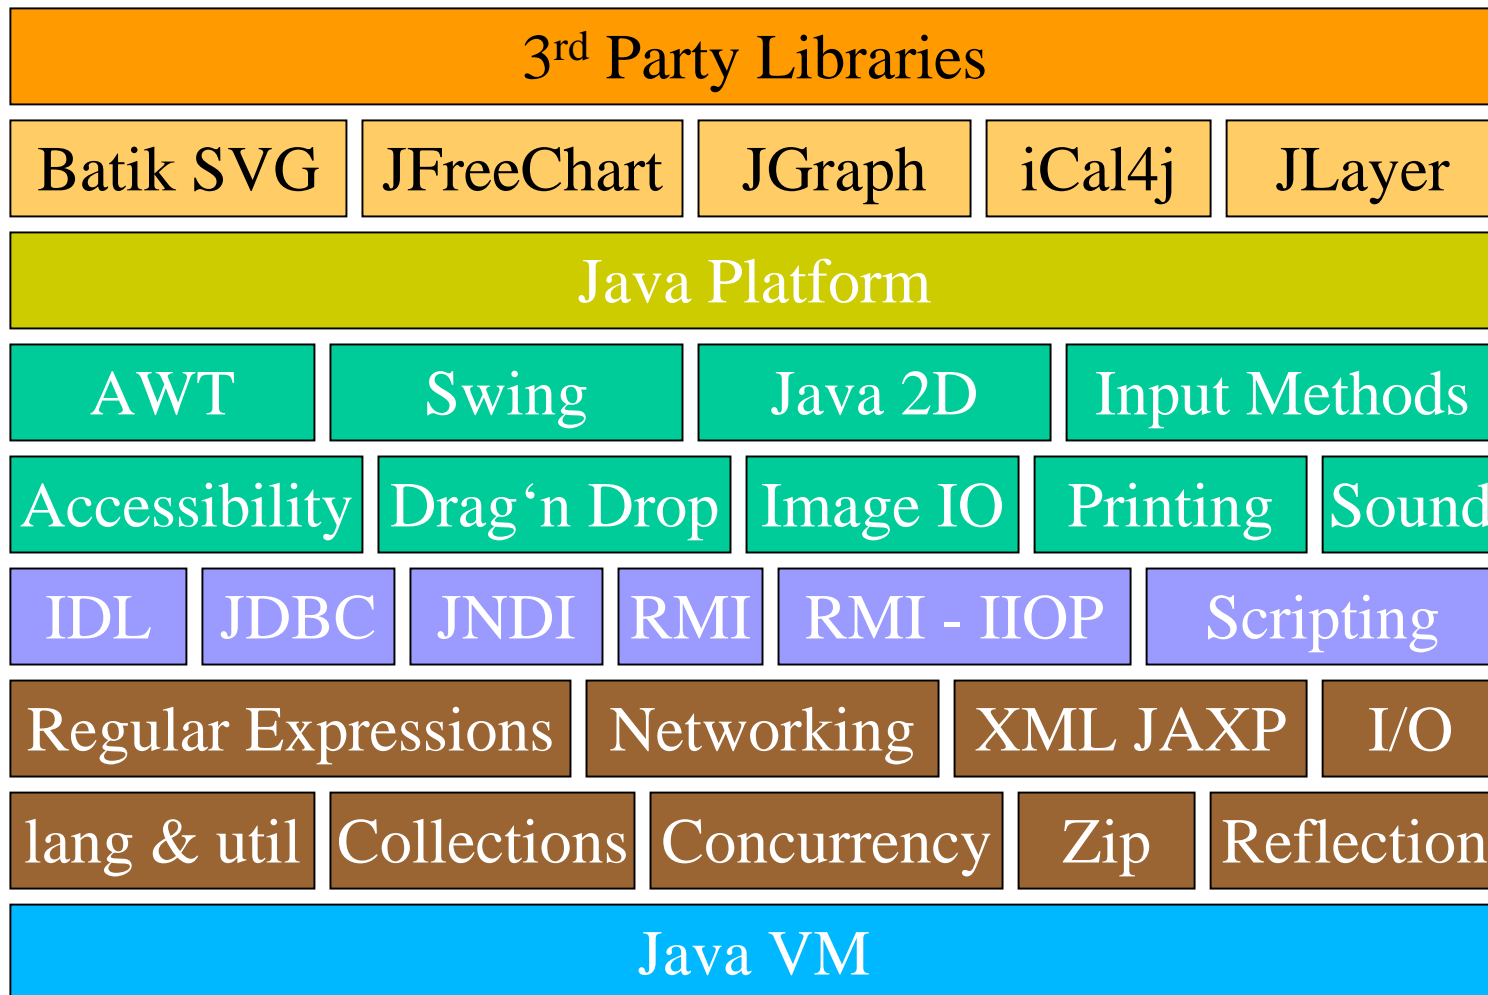 3rd Party Libraries
Batik SVG JFreeChart JGraph iCal4j JLayer
Java Platform
AWT Swing Java 2D Input Methods
Accessibility Drag‘n Drop Image IO Printing Sound
IDL JDBC JNDI RMI RMI - IIOP Scripting
Regular Expressions Networking XML JAXP I/O
lang & util Collections Concurrency Zip Reflection
Java VM